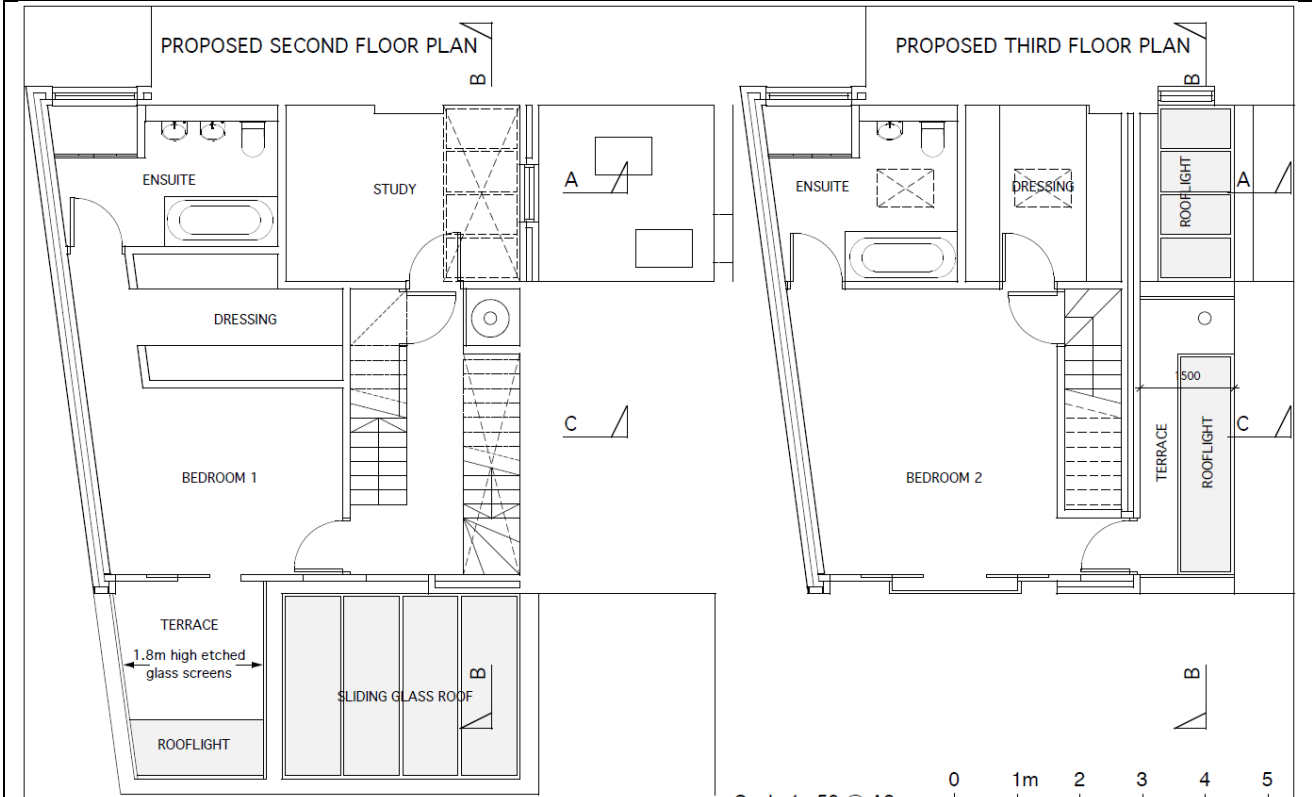 PROPOSED SECOND FLOOR PLAN
B
ENSUITE
STUDY
A
DRESSING
C
BEDROOM 1
TERRACE
1.8m high etched
glass screens
SLIDING GLASS ROOF
B
ROOFLIGHT
PROPOSED THIRD FLOOR PLAN
B
ENSUITE
DRESSING
ROOFLIGHT
A
1500
C
BEDROOM 2
TERRACE
ROOFLIGHT
B
0 1m 2 3 4 5